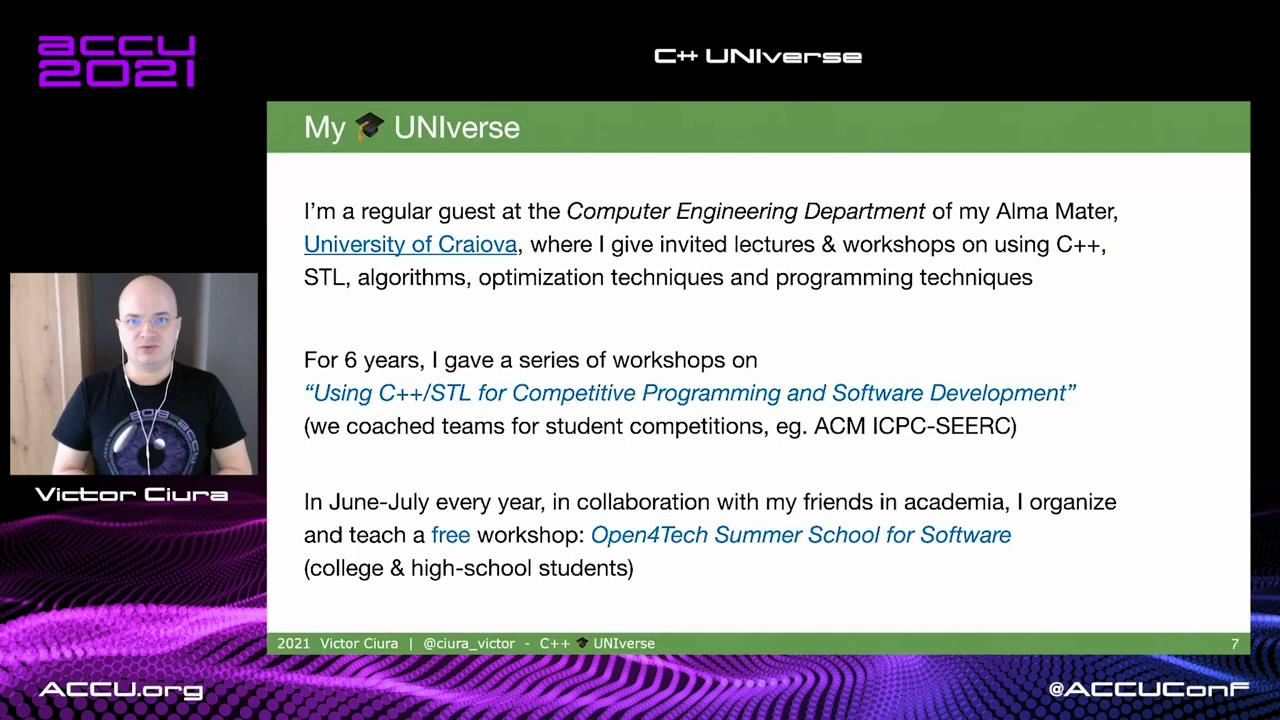 ACCU
2021
C++ UNIverse
My 🎓 UNIverse
I'm a regular guest at the Computer Engineering Department of my Alma Mater,
University of Craiova, where I give invited lectures & workshops on using C++,
STL, algorithms, optimization techniques and programming techniques
For 6 years, I gave a series of workshops on
“Using C++/STL for Competitive Programming and Software Development”
(we coached teams for student competitions, eg. ACM ICPC-SEERC)
In June-July every year, in collaboration with my friends in academia, I organize
and teach a free workshop: Open4Tech Summer School for Software
(college & high-school students)
2021 Victor Ciura | @ciura_victor - C++ 🎓 UNIverse 7
2019 ACCU
Victor Ciura
ACCU.org
@ACCUConf